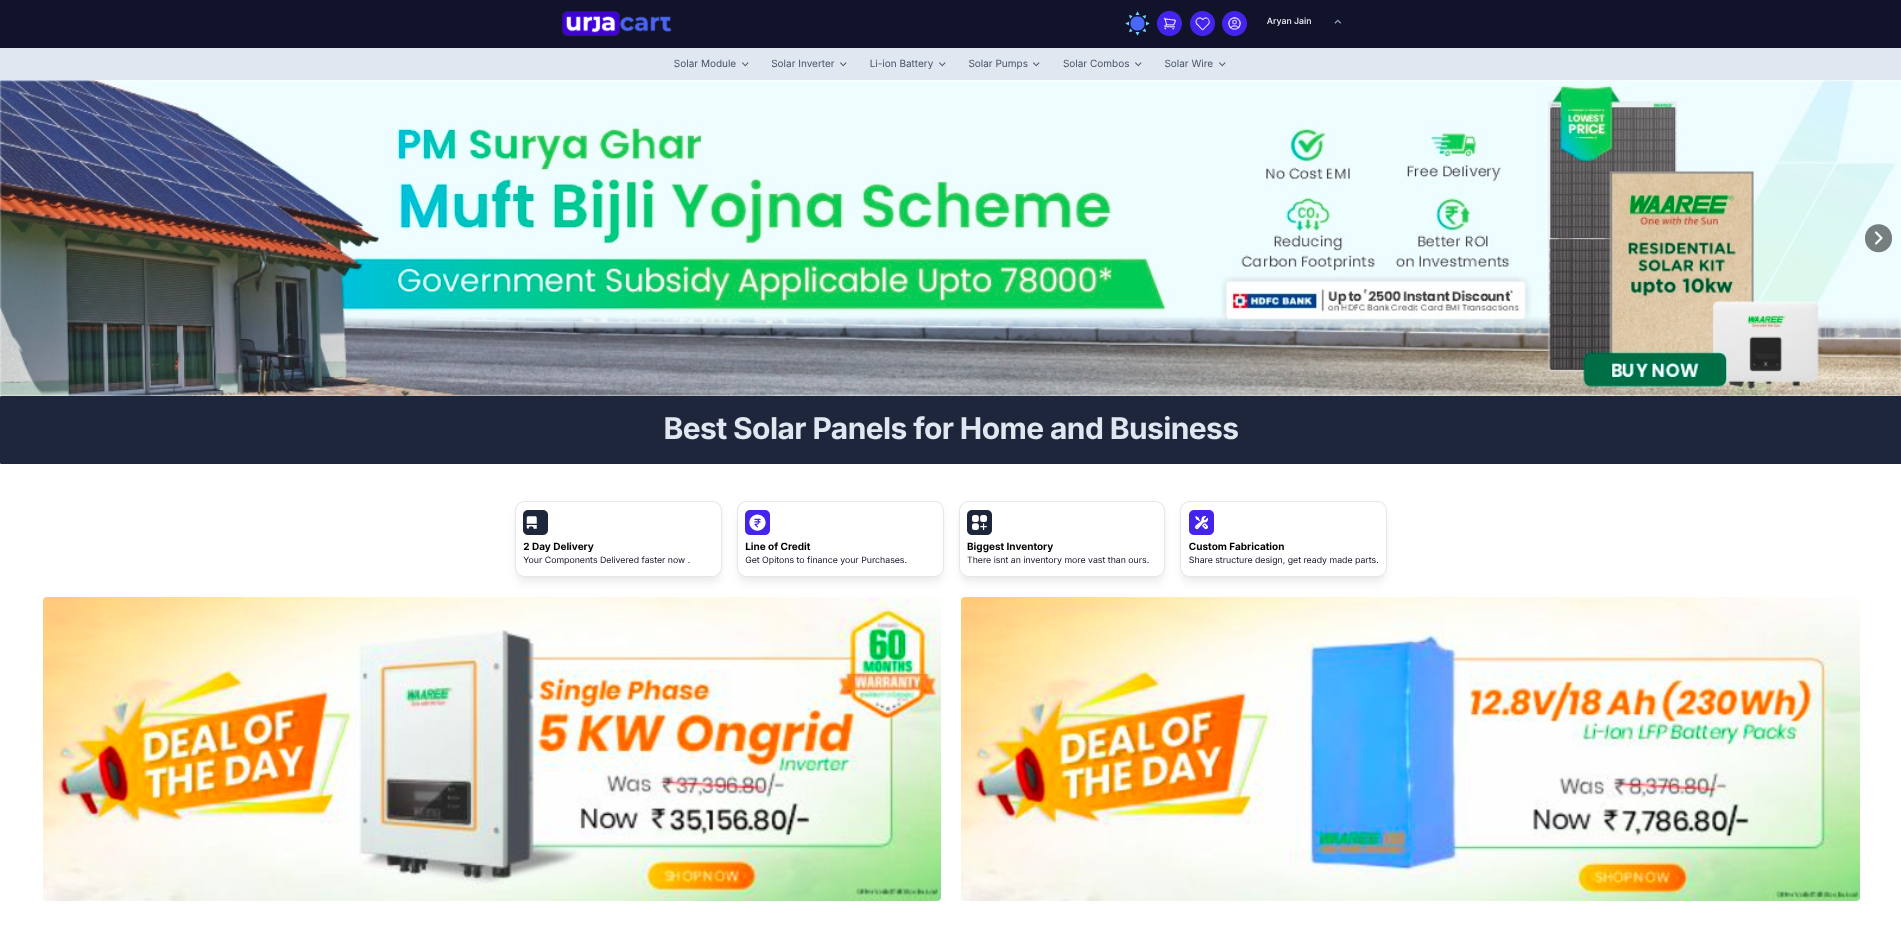 urjacart
Aryan Jain
Solar Module
Solar Inverter
Li-ion Battery
Solar Pumps
Solar Combos
Solar Wire
PM Surya Ghar
Muft Bijli Yojna Scheme
Government Subsidy Applicable Upto 78000*
No Cost EMI
Free Delivery
CO₂
₹
Reducing
Carbon Footprints
Better ROI
on Investments
HDFC BANK
Up to ₹2500 Instant Discount*
on HDFC Bank Credit Card EMI Transactions
LOWEST
PRICE
WAAREE
One with the Sun
RESIDENTIAL
SOLAR KIT
upto 10kw
WAAREE
BUY NOW
Best Solar Panels for Home and Business
2 Day Delivery
Your Components Delivered faster now .
₹
Line of Credit
Get Opitons to finance your Purchases.
Biggest Inventory
There isnt an inventory more vast than ours.
Custom Fabrication
Share structure design, get ready made parts.
DEAL OF
THE DAY
WAAREE
60
MONTHS
WARRANTY
Single Phase
5 KW Ongrid
Inverter
Was ₹37,396.80/-
Now ₹35,156.80/-
SHOP NOW
DEAL OF
THE DAY
WAAREE
12.8V/18 Ah (230Wh)
Li-Ion LFP Battery Packs
Was ₹8,376.80/-
Now ₹7,786.80/-
SHOP NOW